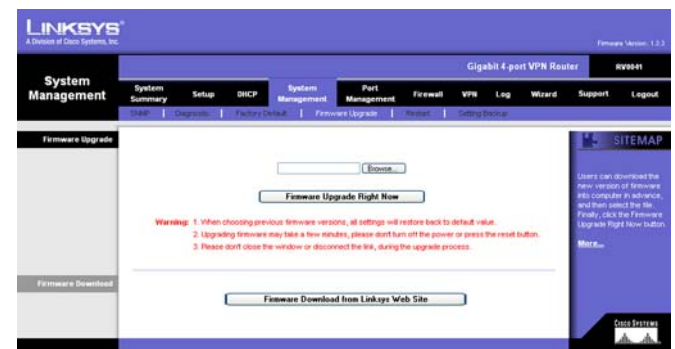 LINKSYS®
A Division of Cisco Systems, Inc.
Firmware Version: 1.2.3
Gigabit 4-port VPN Router
RV0041
System Management
System Summary
Setup
DHCP
System Management
Port Management
Firewall
VPN
Log
Wizard
Support
Logout
SNMP | Diagnostic | Factory Default | Firmware Upgrade | Restart | Setting Backup
Firmware Upgrade
Browse...
Firmware Upgrade Right Now
Warning: 1. When choosing previous firmware versions, all settings will restore back to default value.
2. Upgrading firmware may take a few minutes, please don't turn off the power or press the reset button.
3. Please don't close the window or disconnect the link, during the upgrade process.
Firmware Download
Firmware Download from Linksys Web Site
SITEMAP
Users can download the
new version of firmware
into computer in advance,
and then select the file.
Finally, click the Firmware
Upgrade Right Now button.
More...
CISCO SYSTEMS